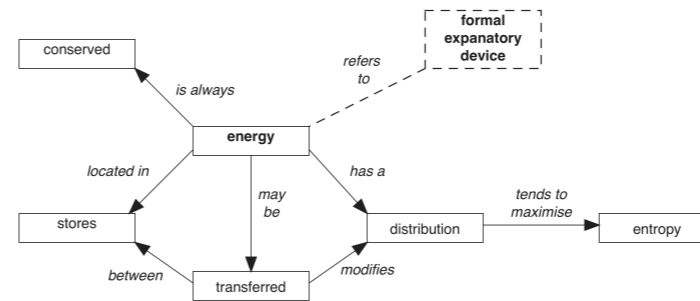 formal
expanatory
device
conserved
refers
to
is always
energy
located in
may
be
has a
tends to
maximise
stores
distribution
entropy
between
modifies
transferred